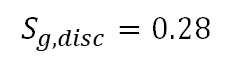 S_{g,disc} = 0.28